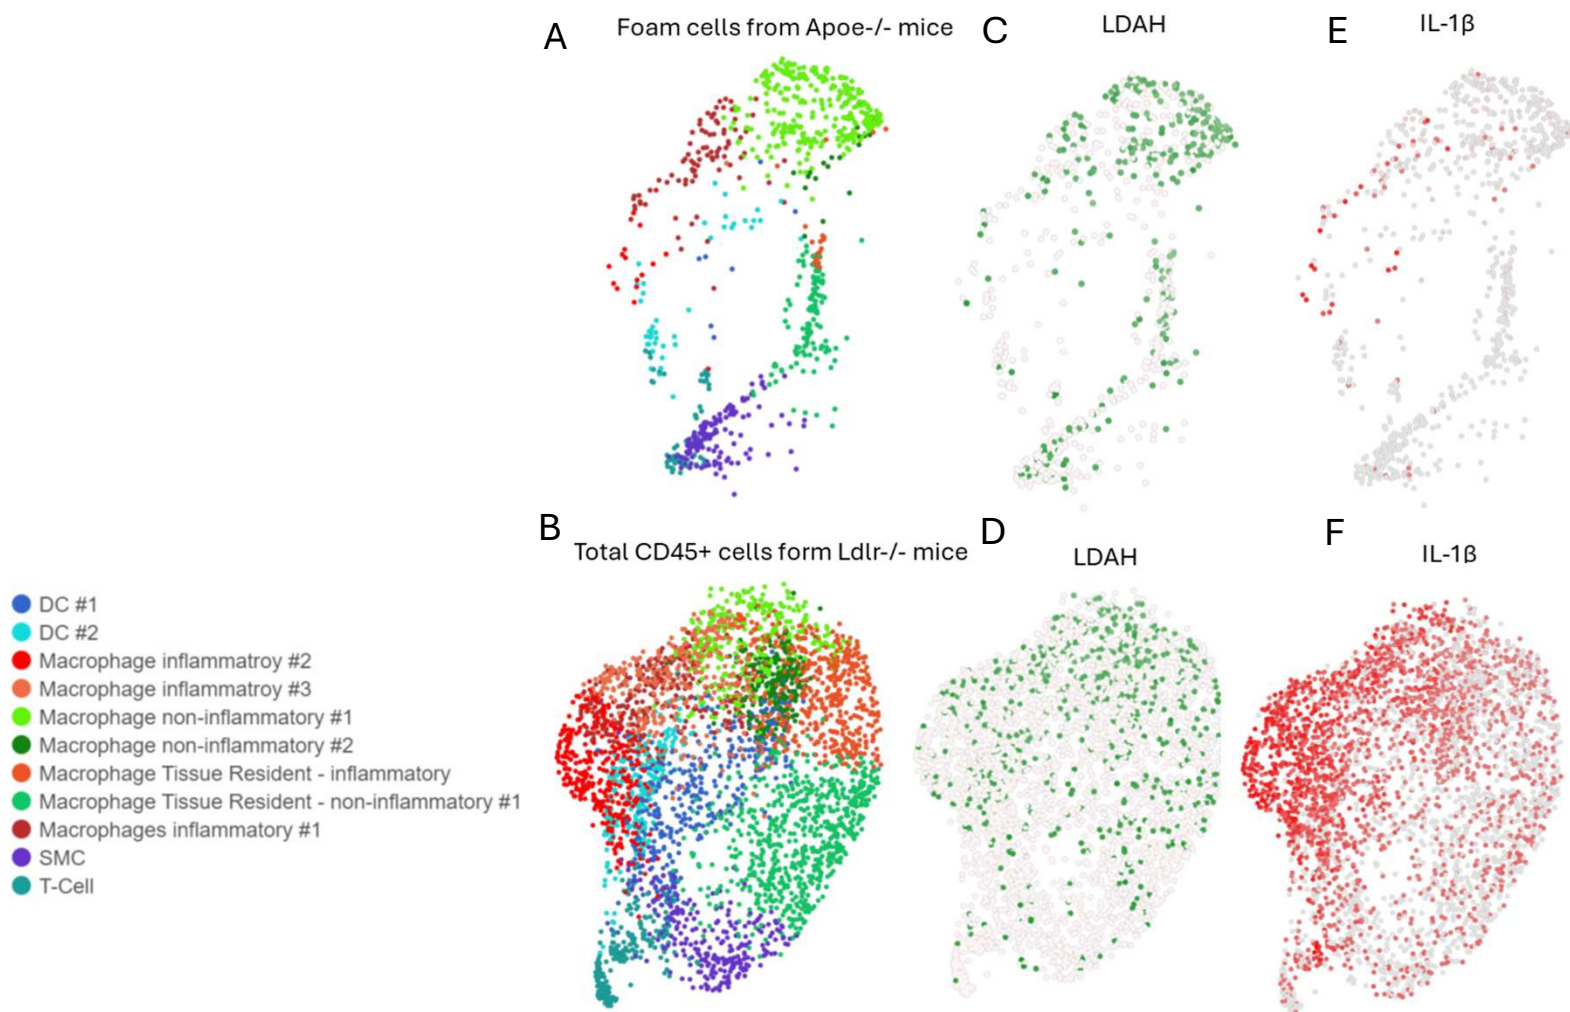 A
Foam cells from Apoe-/- mice
C
LDAH
E
IL-1β
B
Total CD45+ cells form Ldlr-/- mice
D
LDAH
F
IL-1β
DC #1
DC #2
Macrophage inflammatroy #2
Macrophage inflammatroy #3
Macrophage non-inflammatory #1
Macrophage non-inflammatory #2
Macrophage Tissue Resident - inflammatory
Macrophage Tissue Resident - non-inflammatory #1
Macrophages inflammatory #1
SMC
T-Cell